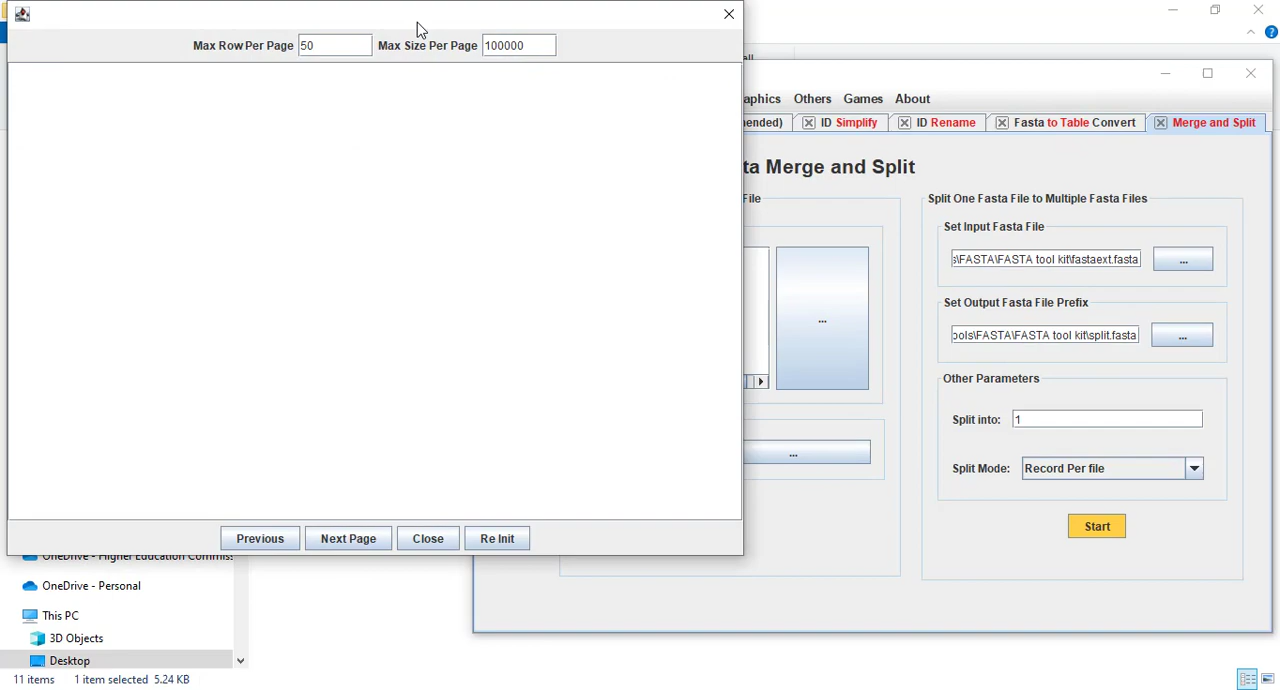 Max Row Per Page 50 Max Size Per Page 100000
Previous Next Page Close Re Init
Others Games About
ID Simplify ID Rename Fasta to Table Convert Merge and Split
Merge and Split
File
...
...
Split One Fasta File to Multiple Fasta Files
Set Input Fasta File
\FASTA\FASTA tool kit\fastaext.fasta ...
Set Output Fasta File Prefix
ools\FASTA\FASTA tool kit\split.fasta ...
Other Parameters
Split into: 1
Split Mode: Record Per file
Start
OneDrive - Higher Education Commis
OneDrive - Personal
This PC
3D Objects
Desktop
11 items 1 item selected 5.24 KB